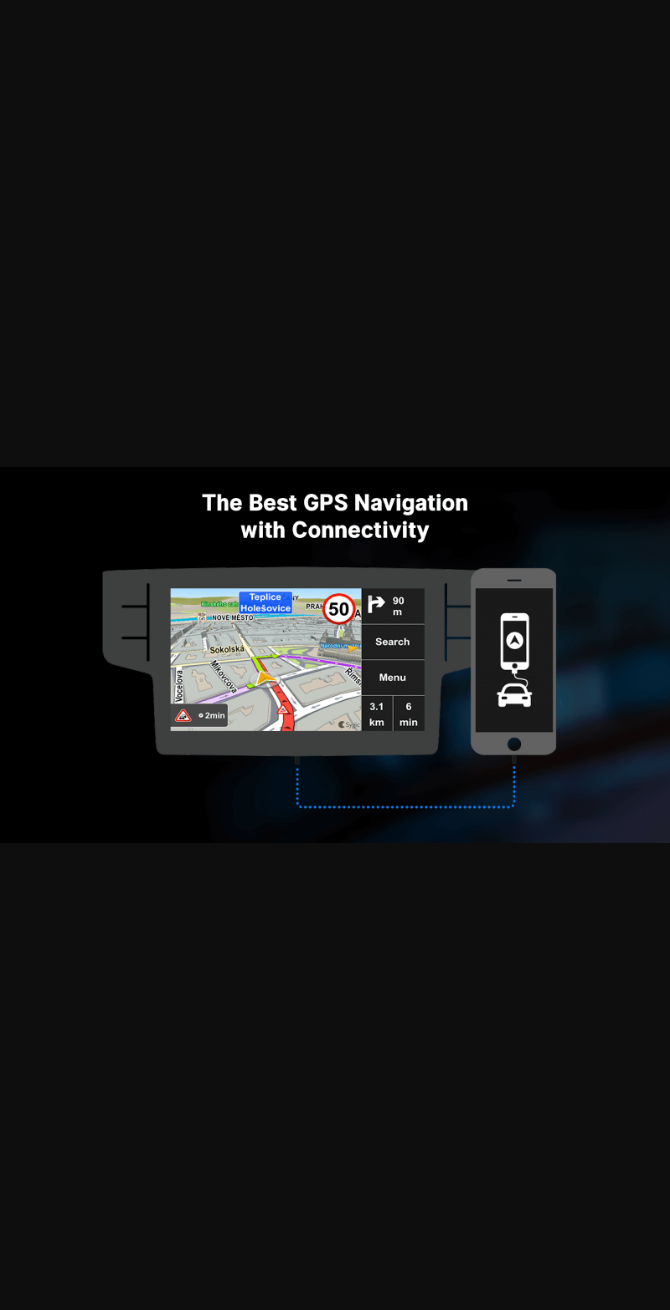 The Best GPS Navigation
with Connectivity
Teplice
Holešovice
50
90
m
NOVÉ MĚSTO
Search
Sokolská
Mikovcova
Menu
Vocelova
3.1
6
2min
km
min